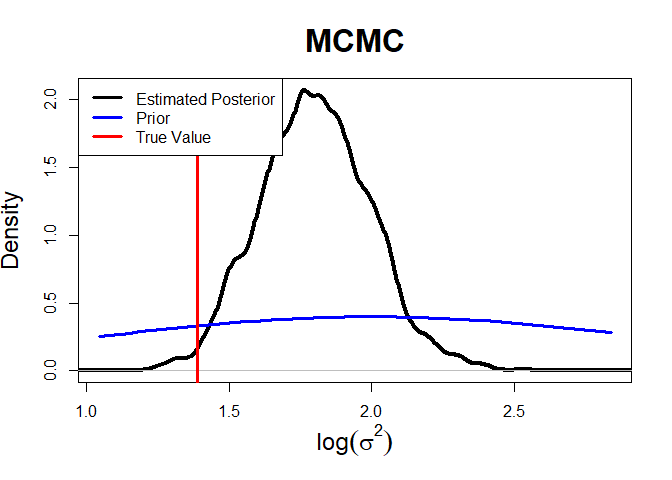 MCMC
Estimated Posterior
Prior
True Value
Density
2.0
1.5
1.0
0.5
0.0
1.0 1.5 2.0 2.5
log(σ²)